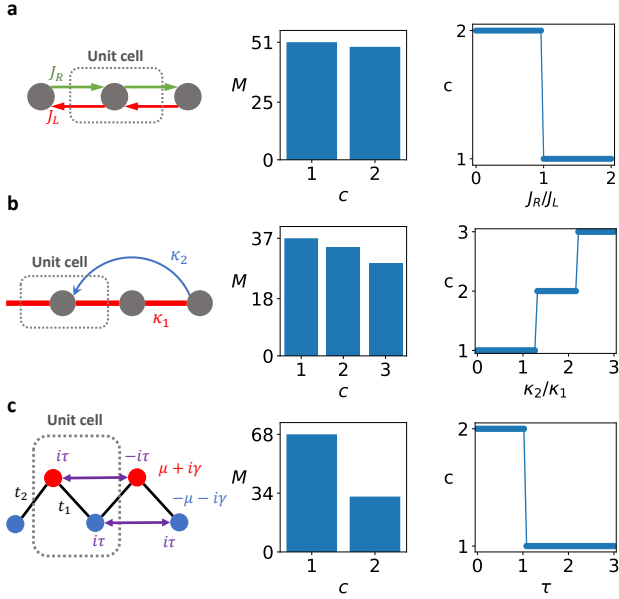 a
Unit cell
J_R
J_L
51
25
0
M
1 2
c
2
1
c
0 1 2
J_R/J_L
b
Unit cell
κ_2
κ_1
37
18
0
M
1 2 3
c
3
2
1
c
0 1 2 3
κ_2/κ_1
c
Unit cell
iτ -iτ
μ + iγ
t_2
t_1
-μ - iγ
iτ iτ
68
34
0
M
1 2
c
2
1
c
0 1 2 3
τ